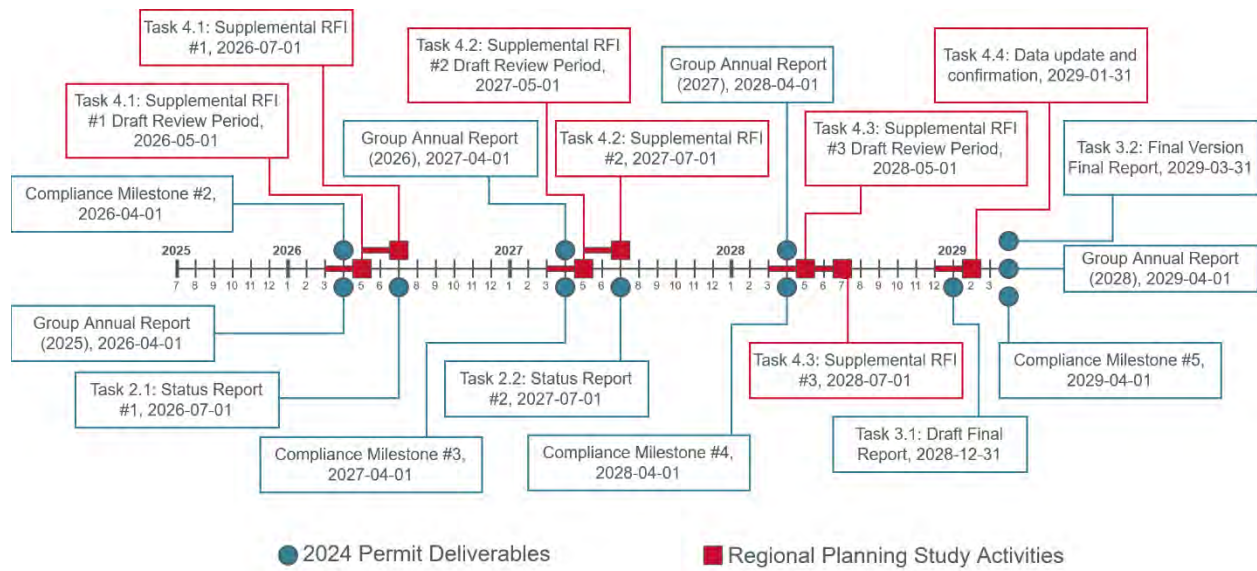 Task 4.1: Supplemental RFI
#1, 2026-07-01
Task 4.2: Supplemental RFI
#2 Draft Review Period,
2027-05-01
Group Annual Report
(2027), 2028-04-01
Task 4.4: Data update and
confirmation, 2029-01-31
Task 4.1: Supplemental RFI
#1 Draft Review Period,
2026-05-01
Group Annual Report
(2026), 2027-04-01
Task 4.2: Supplemental RFI
#2, 2027-07-01
Task 4.3: Supplemental RFI
#3 Draft Review Period,
2028-05-01
Task 3.2: Final Version
Final Report, 2029-03-31
Compliance Milestone #2,
2026-04-01
2025 2026 2027 2028 2029
7 8 9 10 11 12 1 2 3 4 5 6 7 8 9 10 11 12 1 2 3 4 5 6 7 8 9 10 11 12 1 2 3 4 5 6 7 8 9 10 11 12 1 2 3
Group Annual Report
(2028), 2029-04-01
Group Annual Report
(2025), 2026-04-01
Task 4.3: Supplemental RFI
#3, 2028-07-01
Compliance Milestone #5,
2029-04-01
Task 2.1: Status Report
#1, 2026-07-01
Task 2.2: Status Report
#2, 2027-07-01
Compliance Milestone #3,
2027-04-01
Compliance Milestone #4,
2028-04-01
Task 3.1: Draft Final
Report, 2028-12-31
2024 Permit Deliverables
Regional Planning Study Activities